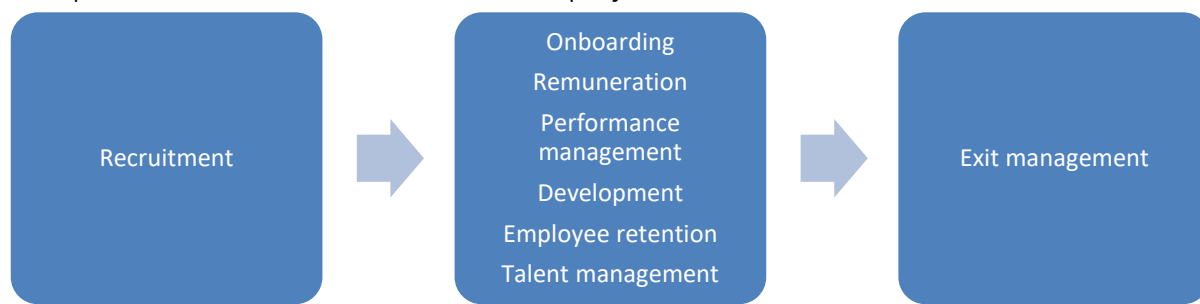 Recruitment
Onboarding
Remuneration
Performance
management
Development
Employee retention
Talent management
Exit management